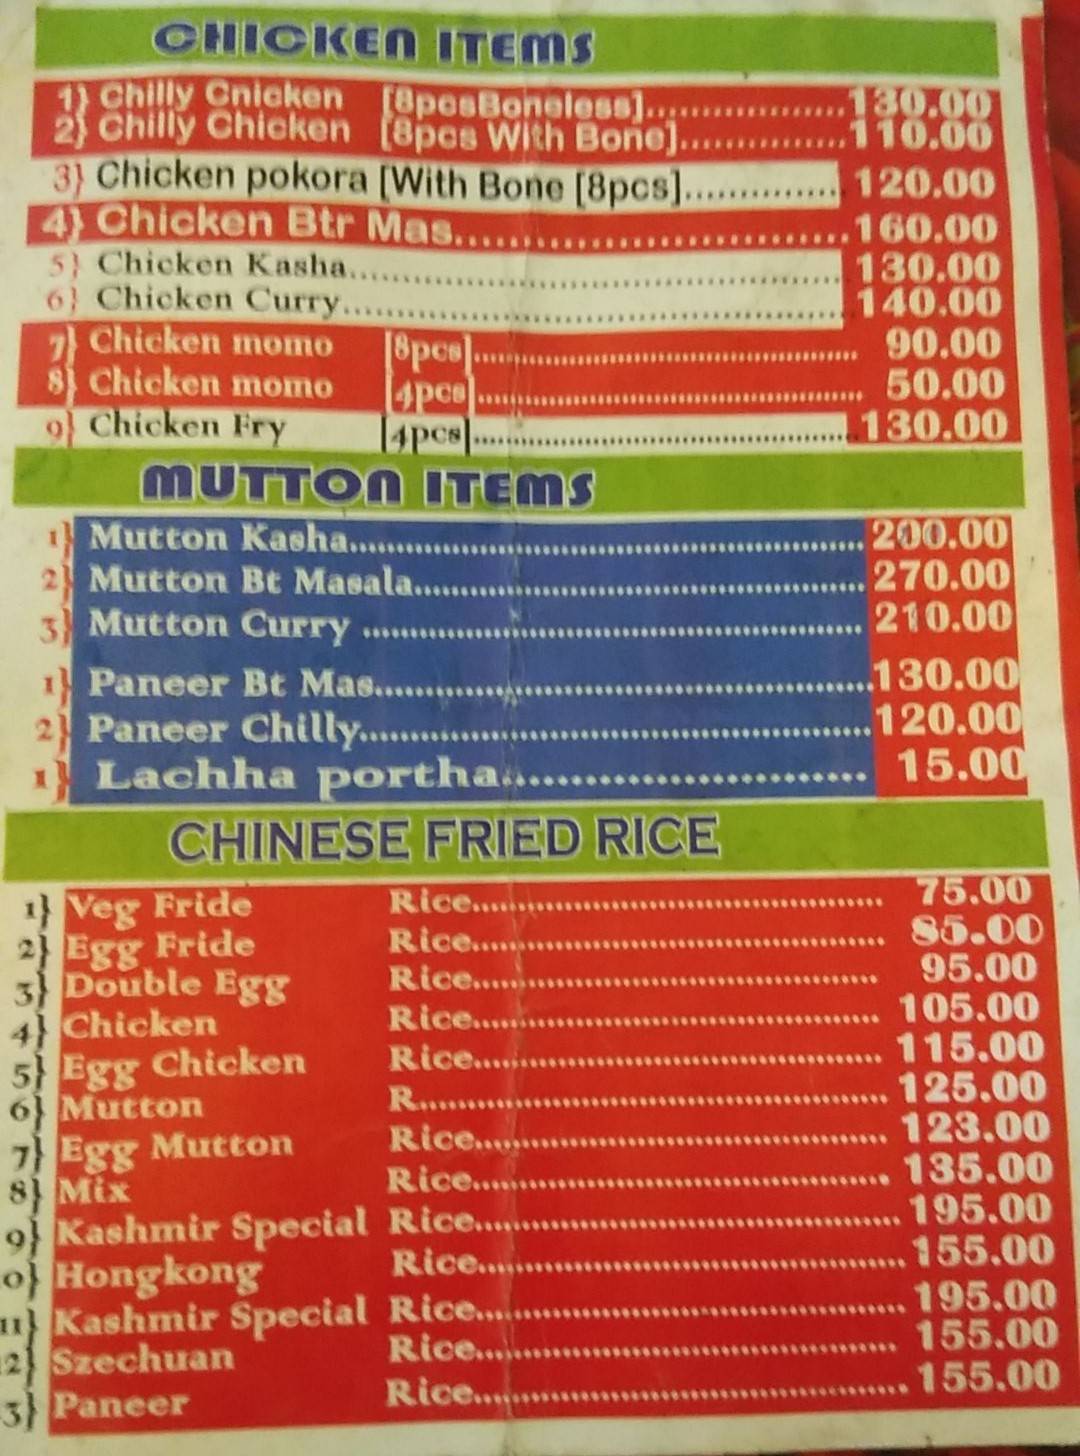 CHICKEN ITEMS
1} Chilly Cnicken [8pcsBoneless]..................130.00
2} Chilly Chicken [8pcs With Bone]...............110.00
3} Chicken pokora [With Bone [8pcs]..............120.00
4} Chicken Btr Mas..............................160.00
5} Chicken Kasha................................130.00
6} Chicken Curry................................140.00
7} Chicken momo [8pcs]............................ 90.00
8} Chicken momo [4pcs]............................ 50.00
9} Chicken Fry [4pcs]............................130.00
MUTTON ITEMS
1} Mutton Kasha..................................200.00
2} Mutton Bt Masala..............................270.00
3} Mutton Curry .................................210.00
1} Paneer Bt Mas.................................130.00
2} Paneer Chilly.................................120.00
1} Lachha portha................................. 15.00
CHINESE FRIED RICE
1} Veg Fride Rice................................ 75.00
2} Egg Fride Rice................................ 85.00
3} Double Egg Rice............................... 95.00
4} Chicken Rice.................................. 105.00
5} Egg Chicken Rice.............................. 115.00
6} Mutton R...................................... 125.00
7} Egg Mutton Rice............................... 123.00
8} Mix Rice...................................... 135.00
9} Kashmir Special Rice.......................... 195.00
0} Hongkong Rice................................. 155.00
11} Kashmir Special Rice......................... 195.00
2} Szechuan Rice................................. 155.00
3} Paneer Rice................................... 155.00